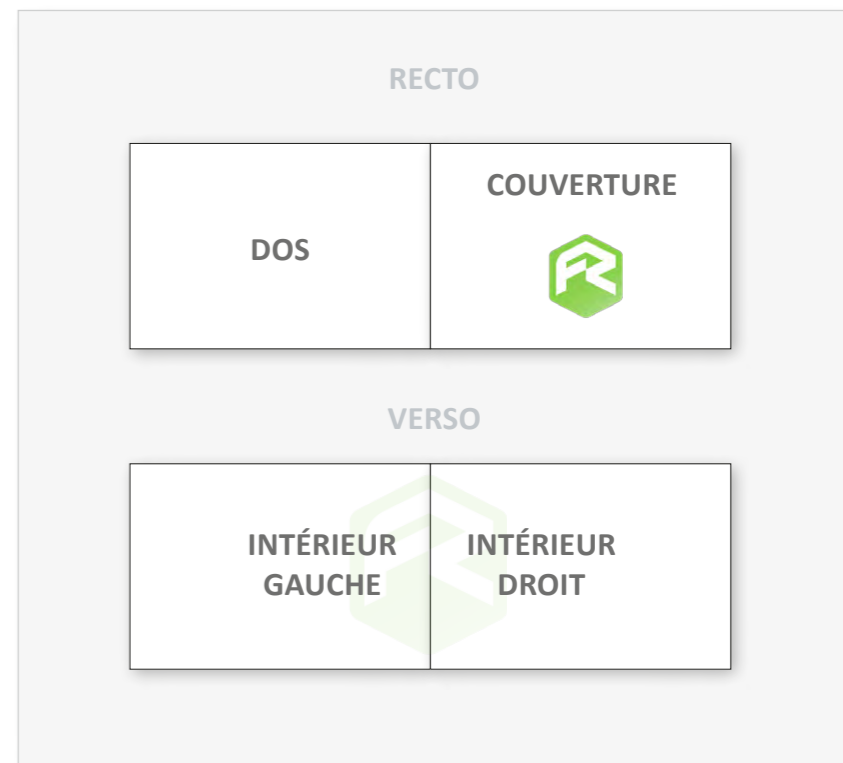 RECTO
DOS
COUVERTURE
VERSO
INTÉRIEUR
GAUCHE
INTÉRIEUR
DROIT